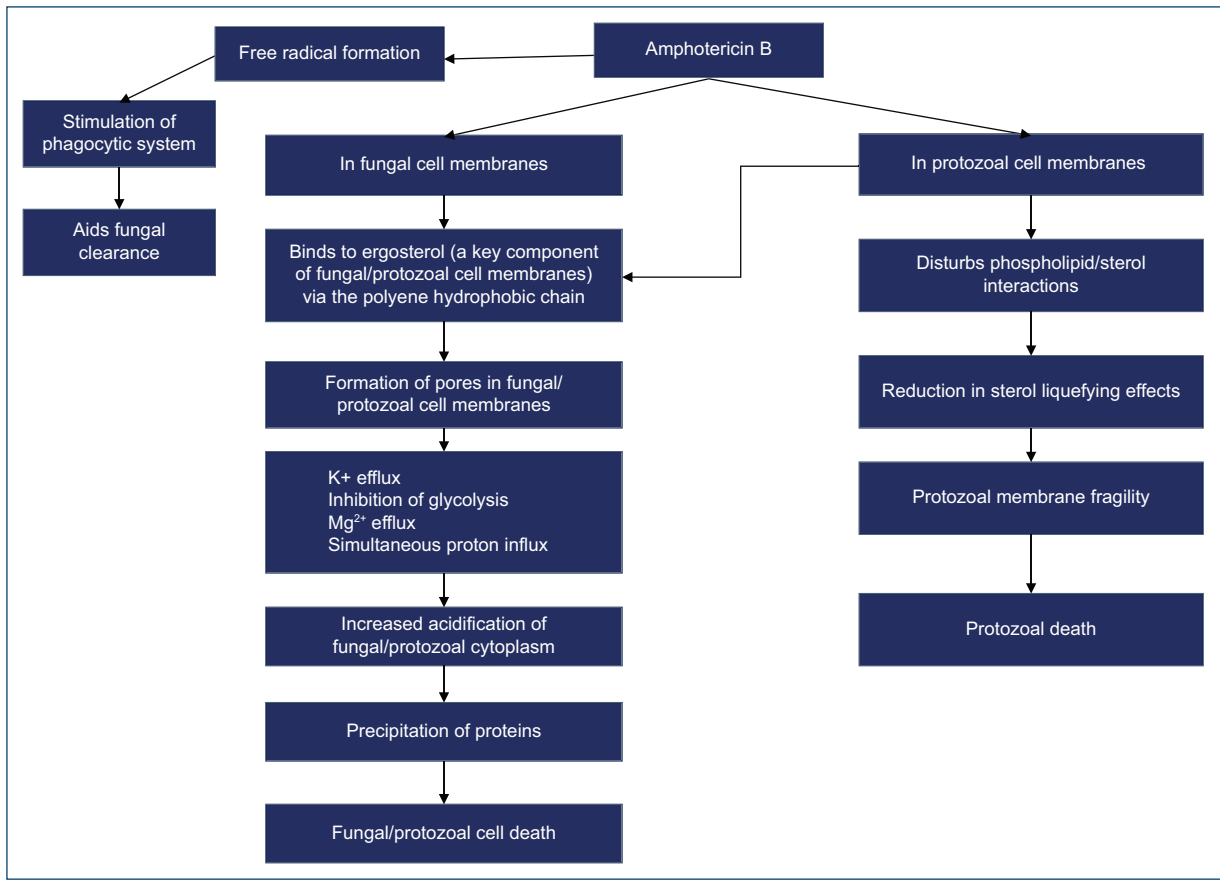 Free radical formation
Amphotericin B
Stimulation of
phagocytic system
Aids fungal
clearance
In fungal cell membranes
Binds to ergosterol (a key component
of fungal/protozoal cell membranes)
via the polyene hydrophobic chain
Formation of pores in fungal/
protozoal cell membranes
K+ efflux
Inhibition of glycolysis
Mg²⁺ efflux
Simultaneous proton influx
Increased acidification of
fungal/protozoal cytoplasm
Precipitation of proteins
Fungal/protozoal cell death
In protozoal cell membranes
Disturbs phospholipid/sterol
interactions
Reduction in sterol liquefying effects
Protozoal membrane fragility
Protozoal death